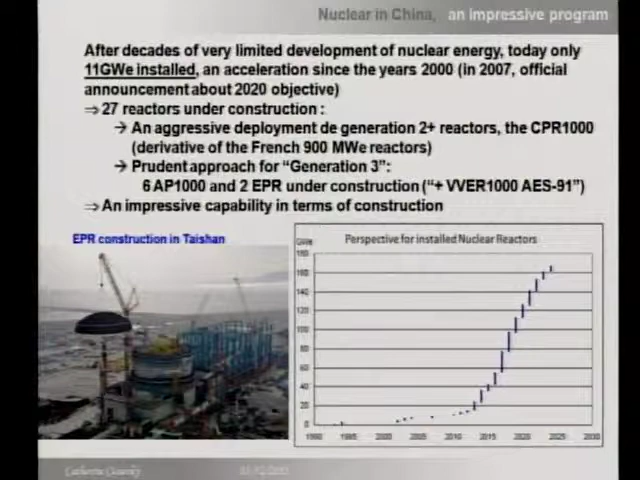 Nuclear in China, an impressive program
After decades of very limited development of nuclear energy, today only
11GWe installed, an acceleration since the years 2000 (in 2007, official
announcement about 2020 objective)
⇒ 27 reactors under construction :
→ An aggressive deployment de generation 2+ reactors, the CPR1000
(derivative of the French 900 MWe reactors)
→ Prudent approach for “Generation 3”:
6 AP1000 and 2 EPR under construction (“+ VVER1000 AES-91”)
⇒ An impressive capability in terms of construction
EPR construction in Taishan
Perspective for installed Nuclear Reactors
GWe
180
160
140
120
100
80
60
40
20
0
1990 1995 2000 2005 2010 2015 2020 2025 2030